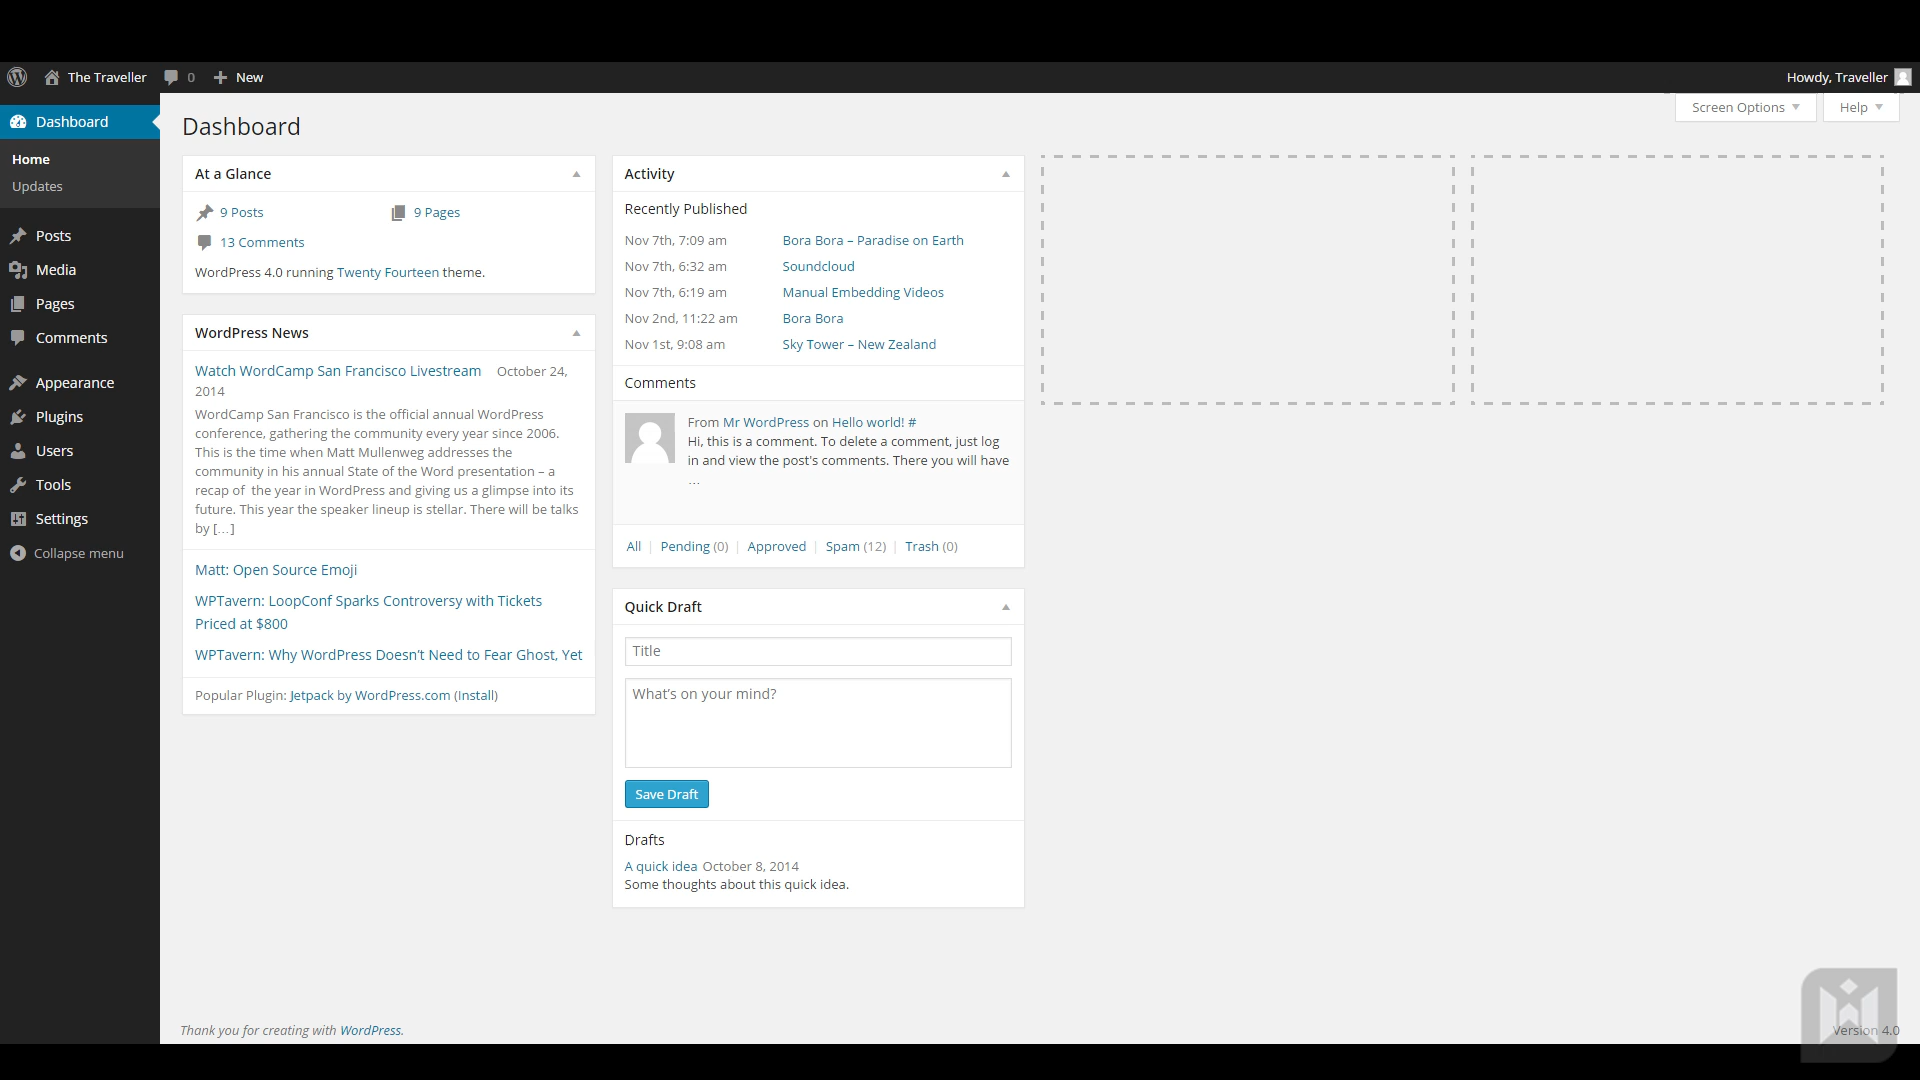 The Traveller 0 New Howdy, Traveller
Screen Options Help
Dashboard
Home
Updates
Posts
Media
Pages
Comments
Appearance
Plugins
Users
Tools
Settings
Collapse menu
Dashboard
At a Glance
9 Posts 9 Pages
13 Comments
WordPress 4.0 running Twenty Fourteen theme.
WordPress News
Watch WordCamp San Francisco Livestream October 24,
2014
WordCamp San Francisco is the official annual WordPress
conference, gathering the community every year since 2006.
This is the time when Matt Mullenweg addresses the
community in his annual State of the Word presentation – a
recap of the year in WordPress and giving us a glimpse into its
future. This year the speaker lineup is stellar. There will be talks
by […]
Matt: Open Source Emoji
WPTavern: LoopConf Sparks Controversy with Tickets
Priced at $800
WPTavern: Why WordPress Doesn't Need to Fear Ghost, Yet
Popular Plugin: Jetpack by WordPress.com (Install)
Activity
Recently Published
Nov 7th, 7:09 am Bora Bora – Paradise on Earth
Nov 7th, 6:32 am Soundcloud
Nov 7th, 6:19 am Manual Embedding Videos
Nov 2nd, 11:22 am Bora Bora
Nov 1st, 9:08 am Sky Tower – New Zealand
Comments
From Mr WordPress on Hello world! #
Hi, this is a comment. To delete a comment, just log
in and view the post's comments. There you will have
…
All | Pending (0) | Approved | Spam (12) | Trash (0)
Quick Draft
Title
What's on your mind?
Save Draft
Drafts
A quick idea October 8, 2014
Some thoughts about this quick idea.
Thank you for creating with WordPress.
Version 4.0